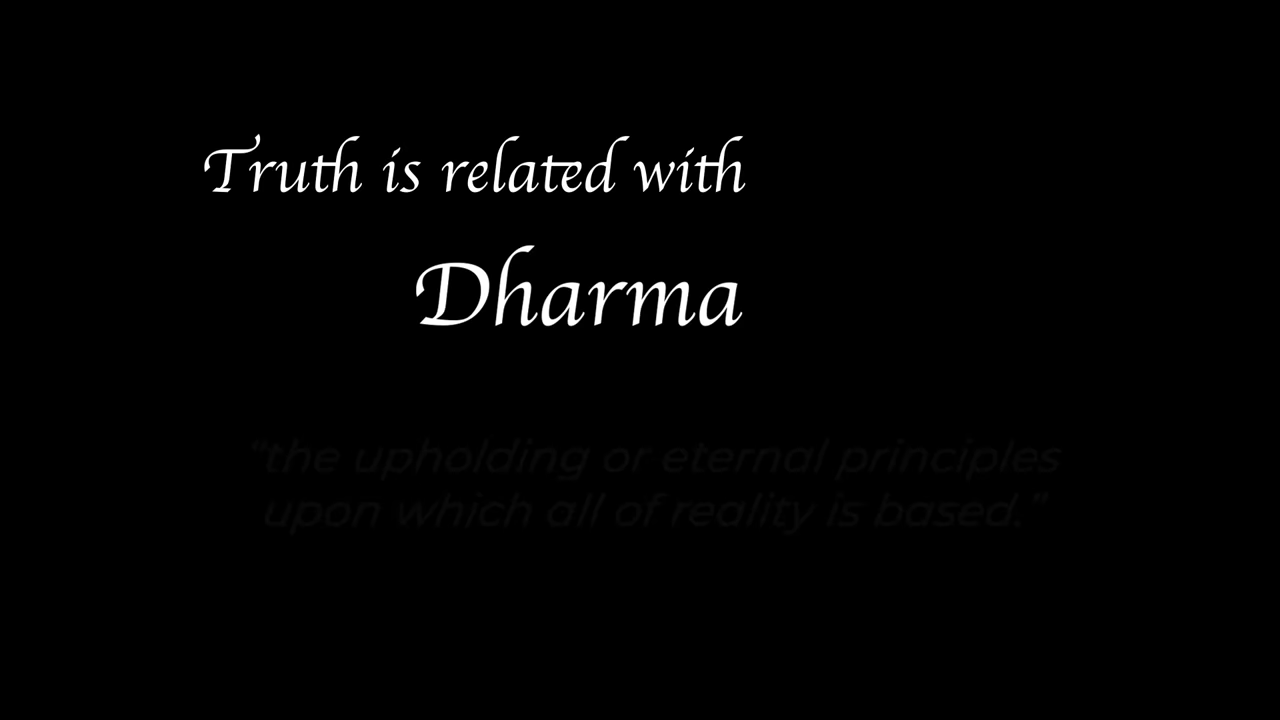 Truth is related with
Dharma
“the upholding or eternal principles
upon which all of reality is based.”